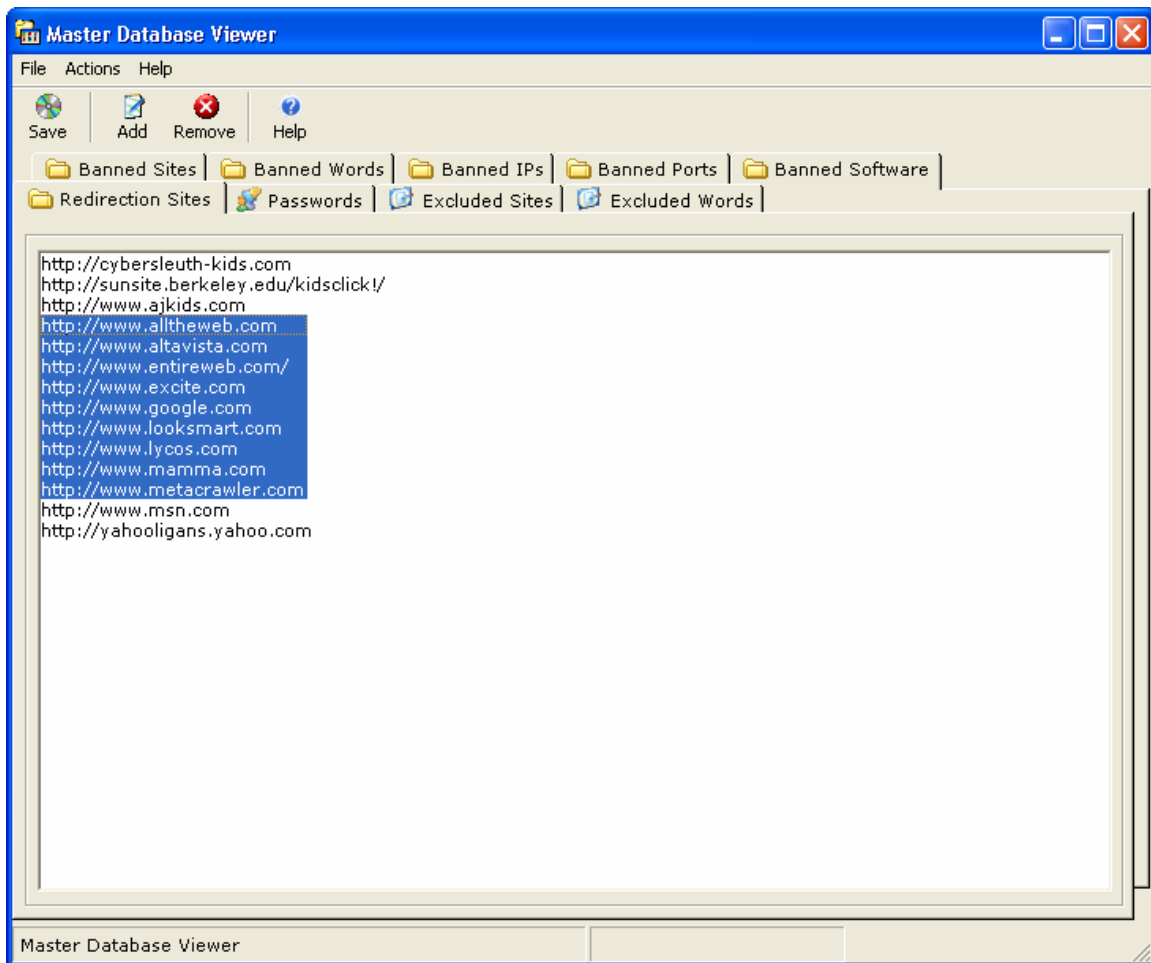 Master Database Viewer
File Actions Help
Save Add Remove Help
Banned Sites Banned Words Banned IPs Banned Ports Banned Software
Redirection Sites Passwords Excluded Sites Excluded Words
http://cybersleuth-kids.com
http://sunsite.berkeley.edu/kidsclick!/
http://www.ajkids.com
http://www.alltheweb.com
http://www.altavista.com
http://www.entireweb.com/
http://www.excite.com
http://www.google.com
http://www.looksmart.com
http://www.lycos.com
http://www.mamma.com
http://www.metacrawler.com
http://www.msn.com
http://yahooligans.yahoo.com
Master Database Viewer